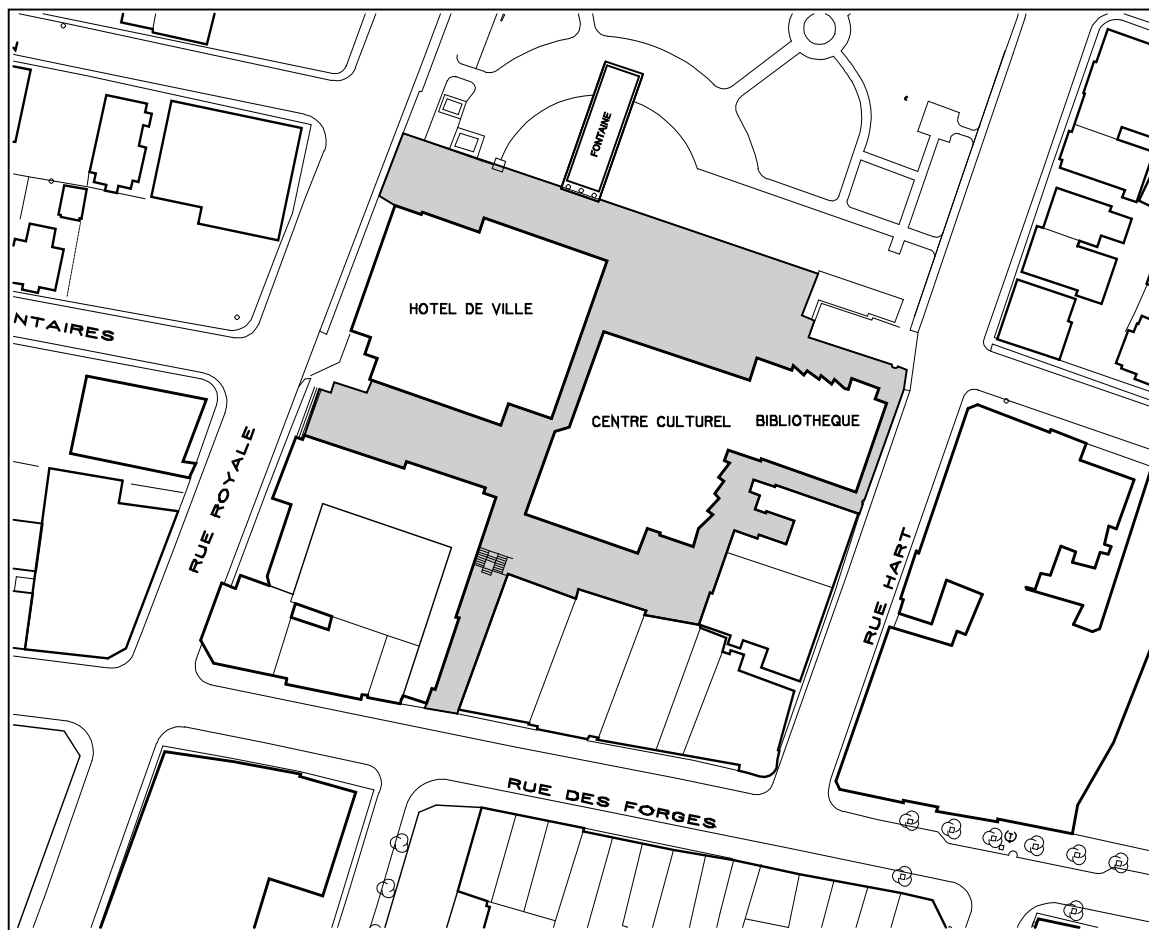 FONTAINE
HOTEL DE VILLE
NTAIRES
CENTRE CULTUREL BIBLIOTHEQUE
RUE ROYALE
RUE HART
RUE DES FORGES